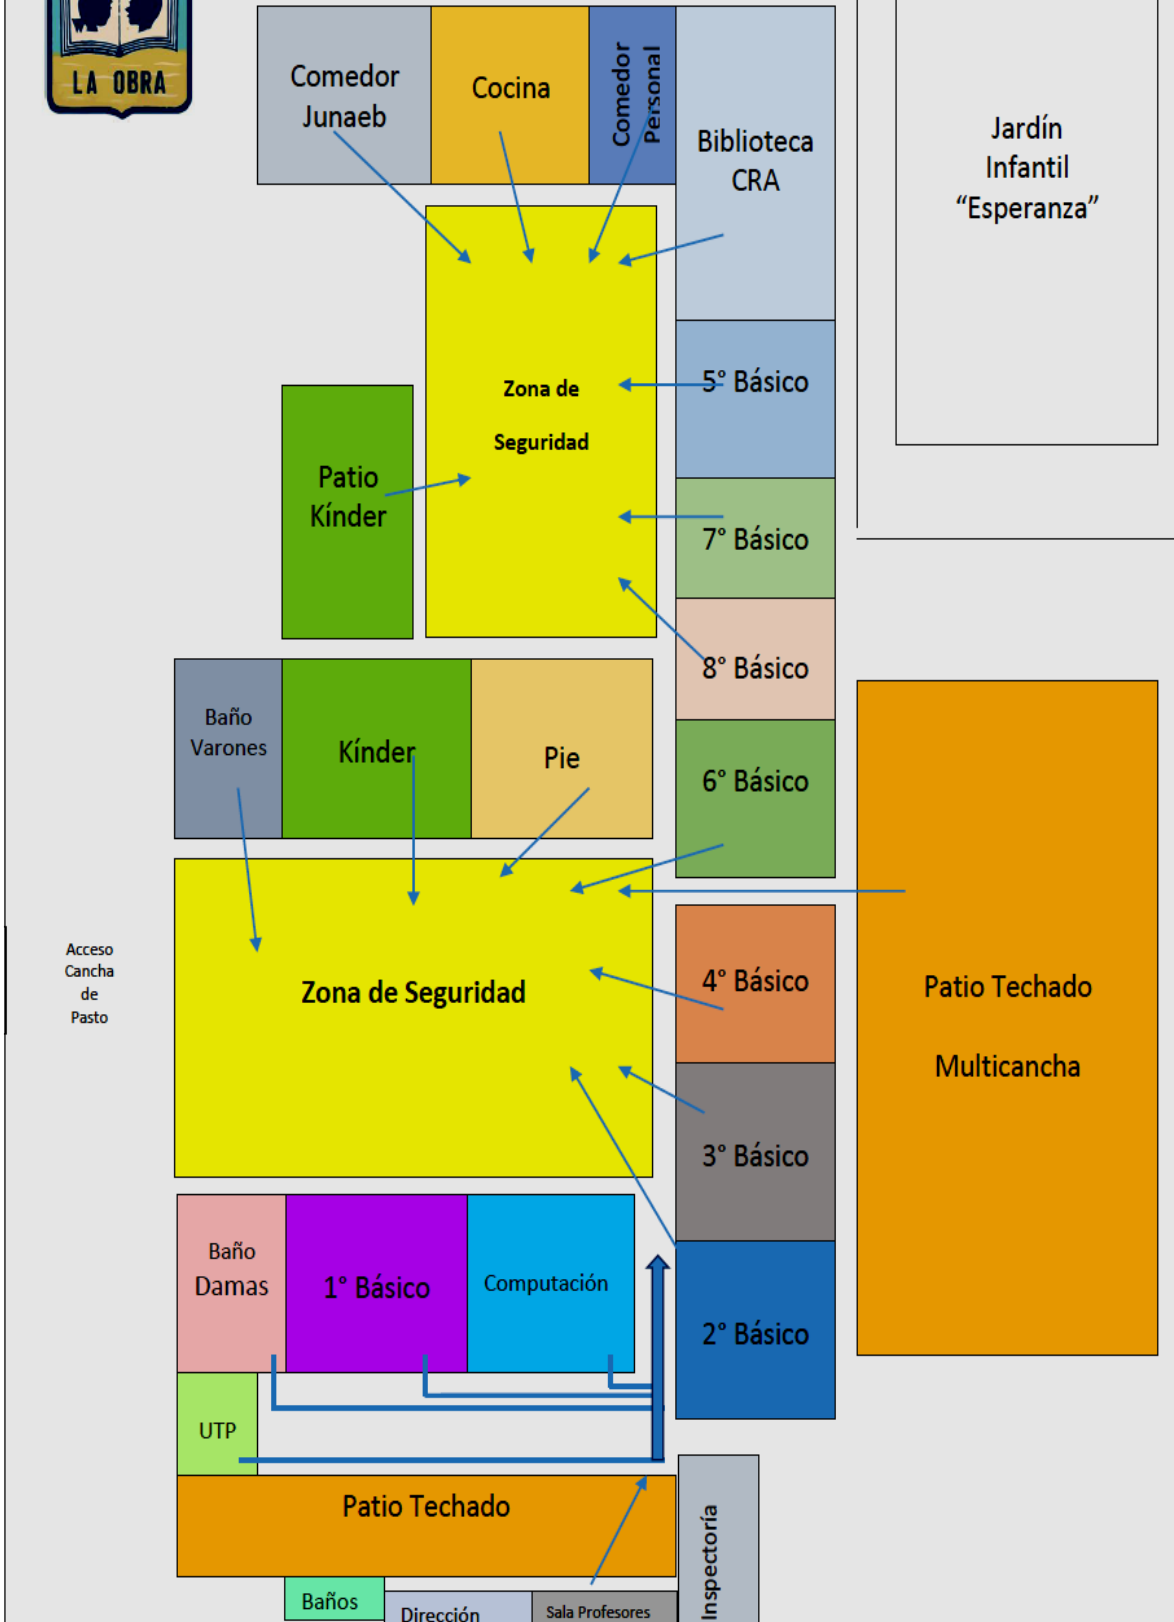 LA OBRA
Comedor
Junaeb
Cocina
Comedor
Personal
Biblioteca
CRA
Jardín
Infantil
“Esperanza”
Zona de
Seguridad
5° Básico
Patio
Kínder
7° Básico
8° Básico
Baño
Varones
Kínder
Pie
6° Básico
Acceso
Cancha
de
Pasto
Zona de Seguridad
4° Básico
Patio Techado
Multicancha
3° Básico
Baño
Damas
1° Básico
Computación
2° Básico
UTP
Patio Techado
Inspectoría
Baños
Dirección
Sala Profesores